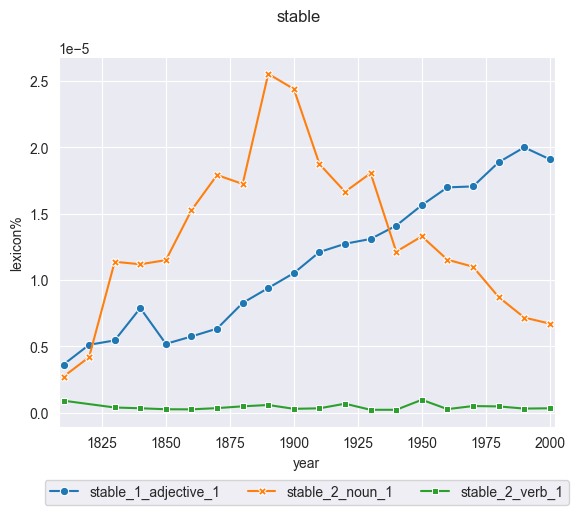 stable
1e−5
2.5
2.0
1.5
1.0
0.5
0.0
lexicon%
1825 1850 1875 1900 1925 1950 1975 2000
year
stable_1_adjective_1 stable_2_noun_1 stable_2_verb_1